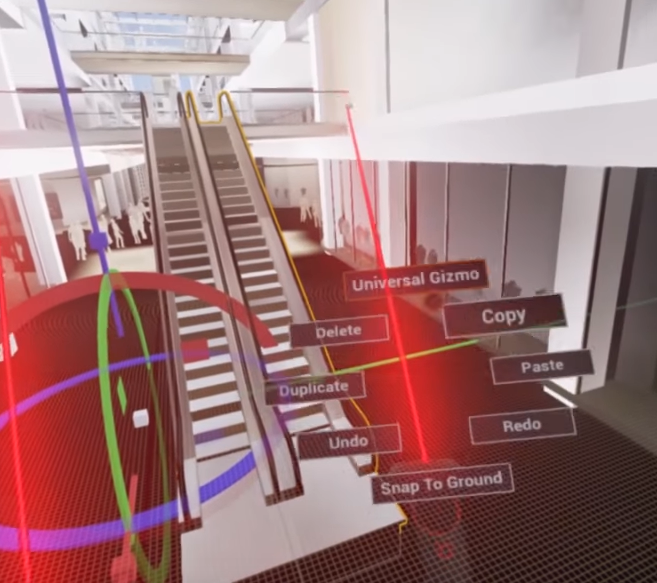 Universal Gizmo
Copy
Delete
Paste
Duplicate
Redo
Undo
Snap To Ground